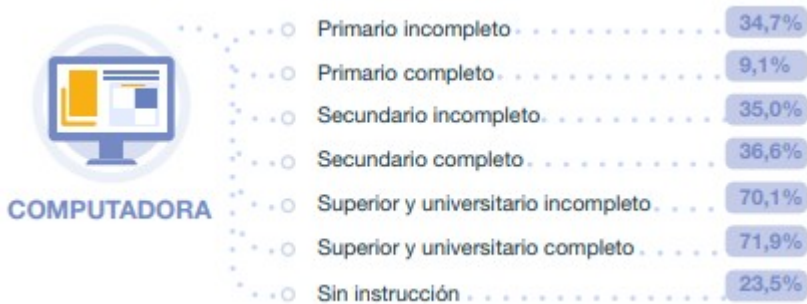 Primario incompleto 34,7%
Primario completo 9,1%
Secundario incompleto 35,0%
Secundario completo 36,6%
COMPUTADORA
Superior y universitario incompleto 70,1%
Superior y universitario completo 71,9%
Sin instrucción 23,5%